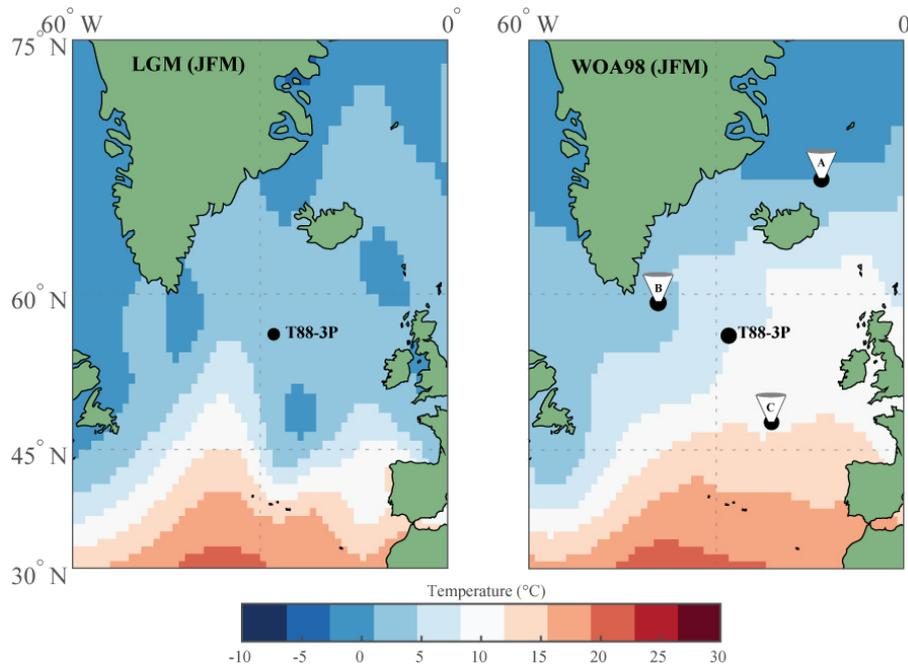 60° W 0° 60° W 0°
75° N
LGM (JFM) WOA98 (JFM)
A
60° N
B
T88-3P T88-3P
C
45° N
30° N
Temperature (°C)
-10 -5 0 5 10 15 20 25 30